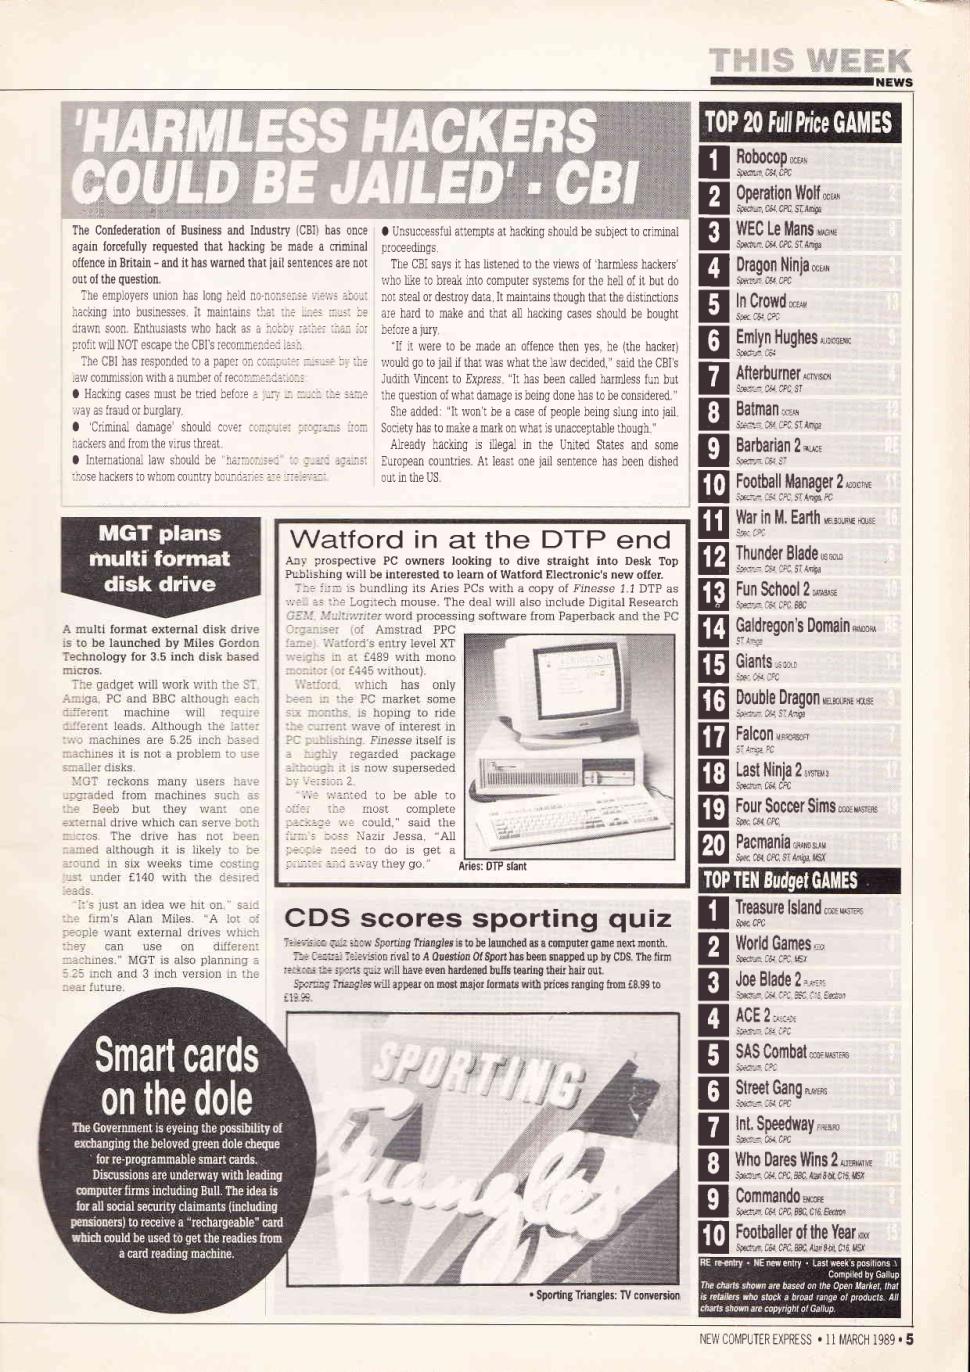 THIS WEEK
NEWS
'HARMLESS HACKERS
COULD BE JAILED' - CBI
The Confederation of Business and Industry (CBI) has once
again forcefully requested that hacking be made a criminal
offence in Britain – and it has warned that jail sentences are not
out of the question.
The employers union has long held no-nonsense views about
hacking into businesses. It maintains that the lines must be
drawn soon. Enthusiasts who hack as a hobby rather than for
profit will NOT escape the CBI's recommended lash.
The CBI has responded to a paper on computer misuse by the
law commission with a number of recommendations:
● Hacking cases must be tried before a jury in much the same
way as fraud or burglary.
● 'Criminal damage' should cover computer programs from
hackers and from the virus threat.
● International law should be "harmonised" to guard against
those hackers to whom country boundaries are irrelevant.
● Unsuccessful attempts at hacking should be subject to criminal
proceedings.
The CBI says it has listened to the views of 'harmless hackers'
who like to break into computer systems for the hell of it but do
not steal or destroy data. It maintains though that the distinctions
are hard to make and that all hacking cases should be bought
before a jury.
"If it were to be made an offence then yes, he (the hacker)
would go to jail if that was what the law decided," said the CBI's
Judith Vincent to Express. "It has been called harmless fun but
the question of what damage is being done has to be considered."
She added: "It won't be a case of people being slung into jail.
Society has to make a mark on what is unacceptable though."
Already hacking is illegal in the United States and some
European countries. At least one jail sentence has been dished
out in the US.
MGT plans
multi format
disk drive
A multi format external disk drive
is to be launched by Miles Gordon
Technology for 3.5 inch disk based
micros.
The gadget will work with the ST,
Amiga, PC and BBC although each
different machine will require
different leads. Although the latter
two machines are 5.25 inch based
machines it is not a problem to use
smaller disks.
MGT reckons many users have
upgraded from machines such as
the Beeb but they want one
external drive which can serve both
micros. The drive has not been
named although it is likely to be
around in six weeks time costing
just under £140 with the desired
leads.
"It's just an idea we hit on," said
the firm's Alan Miles. "A lot of
people want external drives which
they can use on different
machines." MGT is also planning a
5.25 inch and 3 inch version in the
near future.
Smart cards
on the dole
The Government is eyeing the possibility of
exchanging the beloved green dole cheque
for re-programmable smart cards.
Discussions are underway with leading
computer firms including Bull. The idea is
for all social security claimants (including
pensioners) to receive a "rechargeable" card
which could be used to get the readies from
a card reading machine.
Watford in at the DTP end
Any prospective PC owners looking to dive straight into Desk Top
Publishing will be interested to learn of Watford Electronic's new offer.
The firm is bundling its Aries PCs with a copy of Finesse 1.1 DTP as
well as the Logitech mouse. The deal will also include Digital Research
GEM, Multiwriter word processing software from Paperback and the PC
Organiser (of Amstrad PPC
fame). Watford's entry level XT
weighs in at £489 with mono
monitor (or £445 without).
Watford, which has only
been in the PC market some
six months, is hoping to ride
the current wave of interest in
PC publishing. Finesse itself is
a highly regarded package
although it is now superseded
by Version 2.
"We wanted to be able to
offer the most complete
package we could," said the
firm's boss Nazir Jessa, "All
people need to do is get a
printer and away they go."
Aries: DTP slant
CDS scores sporting quiz
Television quiz show Sporting Triangles is to be launched as a computer game next month.
The Central Television rival to A Question Of Sport has been snapped up by CDS. The firm
reckons the sports quiz will have even hardened buffs tearing their hair out.
Sporting Triangles will appear on most major formats with prices ranging from £8.99 to
£19.99.
SPORTING
Triangles
• Sporting Triangles: TV conversion
TOP 20 Full Price GAMES
1 Robocop OCEAN
Spectrum, C64, CPC
2 Operation Wolf OCEAN
Spectrum, C64, CPC, ST, Amiga
3 WEC Le Mans IMAGINE
Spectrum, C64, CPC, ST, Amiga
4 Dragon Ninja OCEAN
Spectrum, C64, CPC
5 In Crowd OCEAN
Spec, C64, CPC
6 Emlyn Hughes AUDIOGENIC
Spectrum, C64
7 Afterburner ACTIVISION
Spectrum, C64, CPC, ST
8 Batman OCEAN
Spectrum, C64, CPC, ST, Amiga
9 Barbarian 2 PALACE
Spectrum, C64, ST
10 Football Manager 2 ADDICTIVE
Spectrum, C64, CPC, ST, Amiga, PC
11 War in M. Earth MELBOURNE HOUSE
Spec, CPC
12 Thunder Blade US GOLD
Spectrum, C64, CPC, ST, Amiga
13 Fun School 2 DATABASE
Spectrum, C64, CPC, BBC
14 Galdregon's Domain PANDORA
ST, Amiga
15 Giants US GOLD
Spec, C64, CPC
16 Double Dragon MELBOURNE HOUSE
Spectrum, C64, ST, Amiga
17 Falcon MIRRORSOFT
ST, Amiga, PC
18 Last Ninja 2 SYSTEM 3
Spectrum, C64, CPC
19 Four Soccer Sims CODE MASTERS
Spec, C64, CPC,
20 Pacmania GRAND SLAM
Spec, C64, CPC, ST, Amiga, MSX
TOP TEN Budget GAMES
1 Treasure Island CODE MASTERS
Spec, CPC
2 World Games KIXX
Spectrum, C64, CPC, MSX
3 Joe Blade 2 PLAYERS
Spectrum, C64, CPC, BBC, C16, Electron
4 ACE 2 CASCADE
Spectrum, C64, CPC
5 SAS Combat CODE MASTERS
Spectrum, CPC
6 Street Gang PLAYERS
Spectrum, C64, CPC
7 Int. Speedway FIREBIRD
Spectrum, C64, CPC
8 Who Dares Wins 2 ALTERNATIVE
Spectrum, C64, CPC, BBC, Atari 8-bit, C16, MSX
9 Commando ENCORE
Spectrum, C64, CPC, BBC, C16, Electron
10 Footballer of the Year KIXX
Spectrum, C64, CPC, BBC, Atari 8-bit, C16, MSX
RE re-entry • NE new entry • Last week's positions
Compiled by Gallup
The charts shown are based on the Open Market, that
is retailers who stock a broad range of products. All
charts shown are copyright of Gallup.
NEW COMPUTER EXPRESS • 11 MARCH 1989 • 5